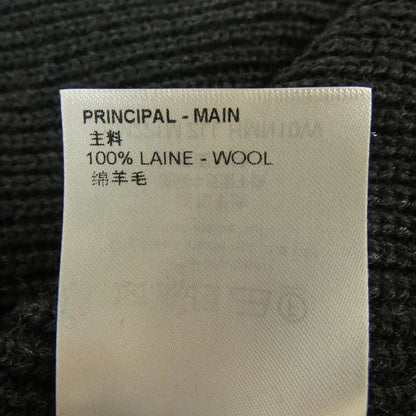 PRINCIPAL - MAIN
主料
100% LAINE - WOOL
绵羊毛